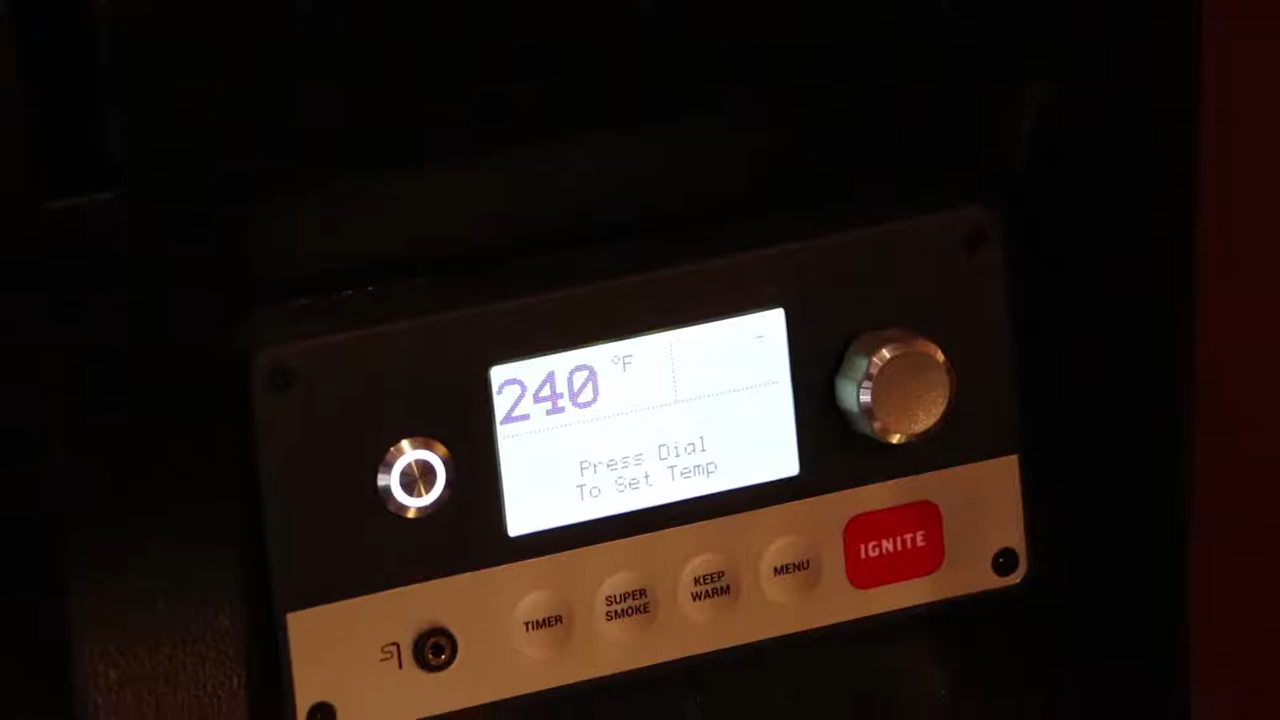 240 °F
Press Dial
To Set Temp
TIMER
SUPER
SMOKE
KEEP
WARM
MENU
IGNITE